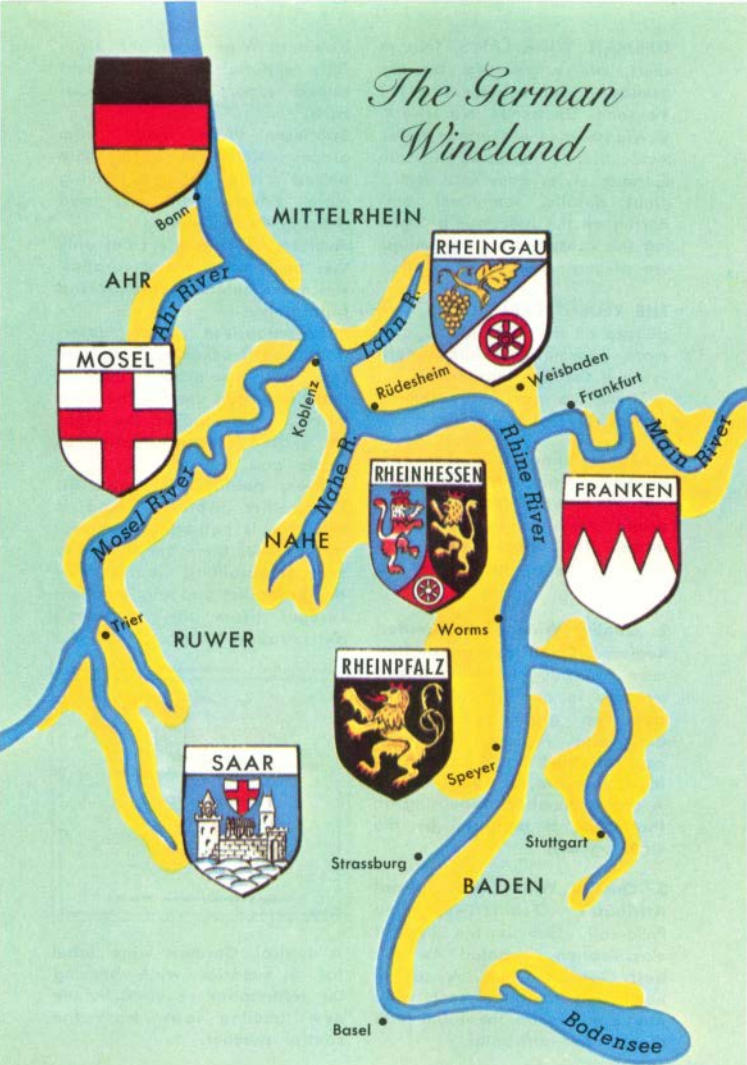 The German
Wineland
Bonn
MITTELRHEIN
AHR
Ahr River
Lahn R.
RHEINGAU
MOSEL
Koblenz
Rüdesheim
Weisbaden
Frankfurt
Main River
Rhine River
Nahe R.
RHEINHESSEN
FRANKEN
Mosel River
NAHE
Trier
RUWER
Worms
RHEINPFALZ
SAAR
Speyer
Stuttgart
Strassburg
BADEN
Basel
Bodensee